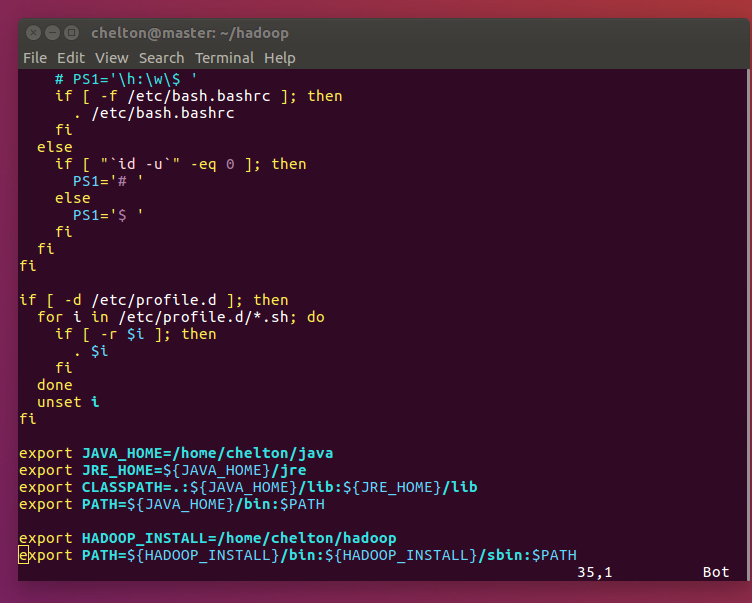 chelton@master: ~/hadoop
File Edit View Search Terminal Help
    # PS1='\h:\w\$ '
    if [ -f /etc/bash.bashrc ]; then
      . /etc/bash.bashrc
    fi
  else
    if [ "`id -u`" -eq 0 ]; then
      PS1='# '
    else
      PS1='$ '
    fi
  fi
fi

if [ -d /etc/profile.d ]; then
  for i in /etc/profile.d/*.sh; do
    if [ -r $i ]; then
      . $i
    fi
  done
  unset i
fi

export JAVA_HOME=/home/chelton/java
export JRE_HOME=${JAVA_HOME}/jre
export CLASSPATH=.:${JAVA_HOME}/lib:${JRE_HOME}/lib
export PATH=${JAVA_HOME}/bin:$PATH

export HADOOP_INSTALL=/home/chelton/hadoop
export PATH=${HADOOP_INSTALL}/bin:${HADOOP_INSTALL}/sbin:$PATH
35,1 Bot